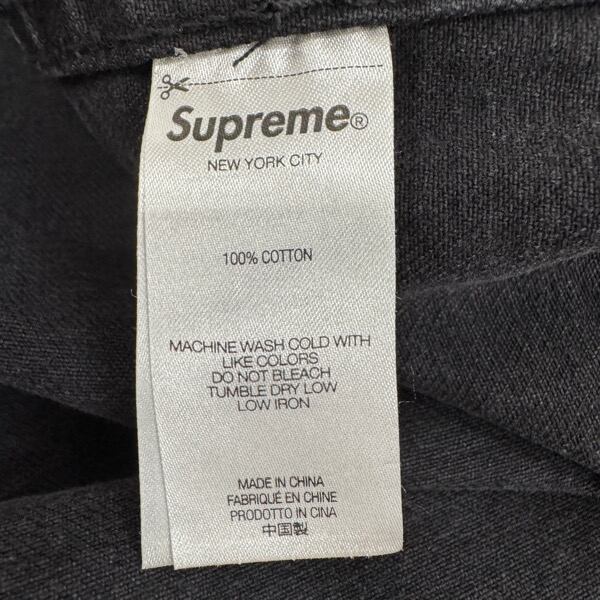 Supreme®
NEW YORK CITY
100% COTTON
MACHINE WASH COLD WITH
LIKE COLORS
DO NOT BLEACH
TUMBLE DRY LOW
LOW IRON
MADE IN CHINA
FABRIQUÉ EN CHINE
PRODOTTO IN CINA
中国製